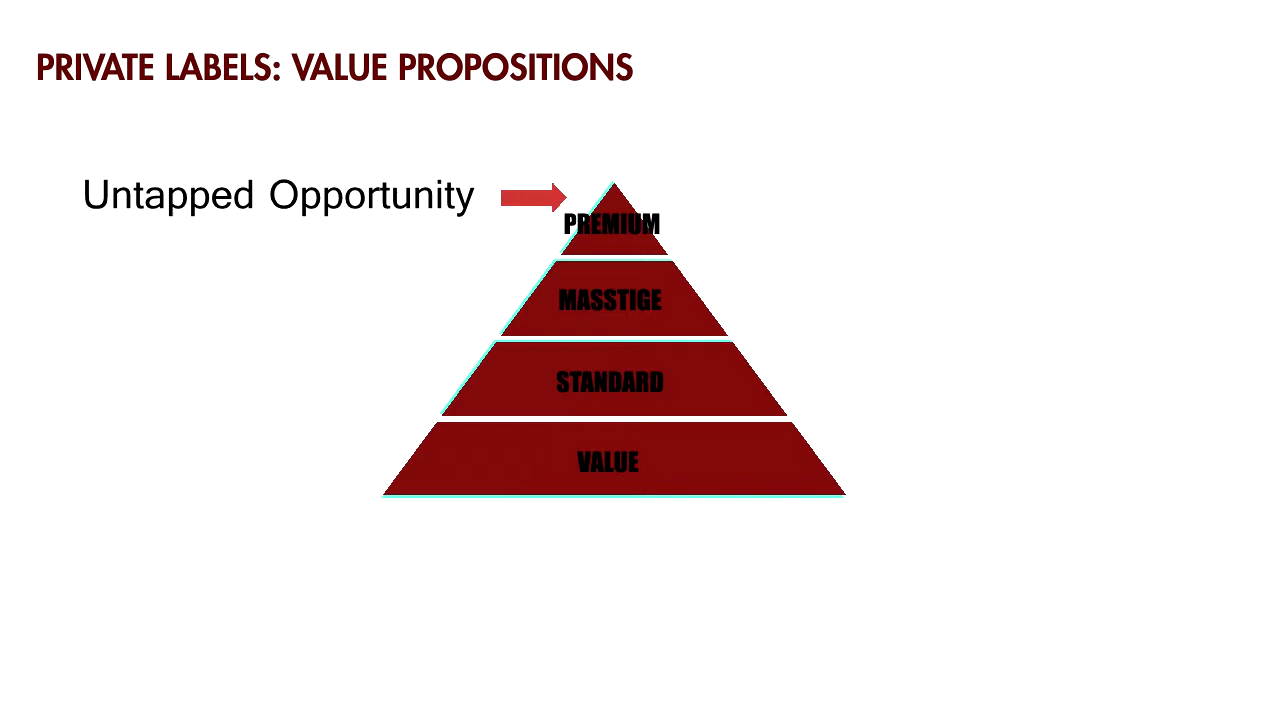 PRIVATE LABELS: VALUE PROPOSITIONS
Untapped Opportunity
PREMIUM
MASSTIGE
STANDARD
VALUE